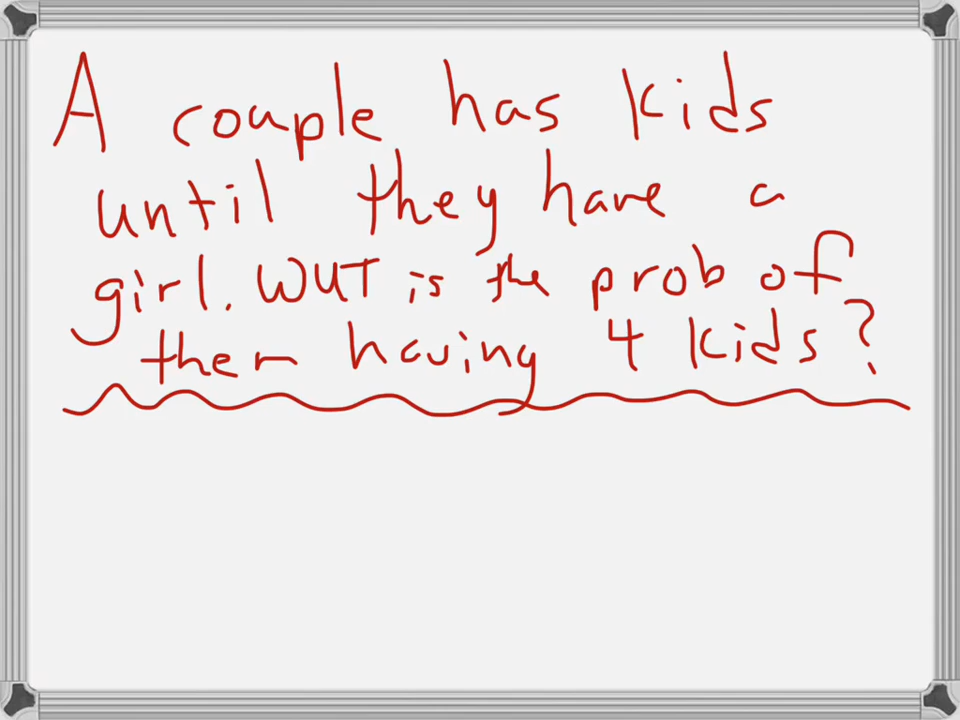 A couple has kids
until they have a
girl. WUT is the prob of
them having 4 kids?